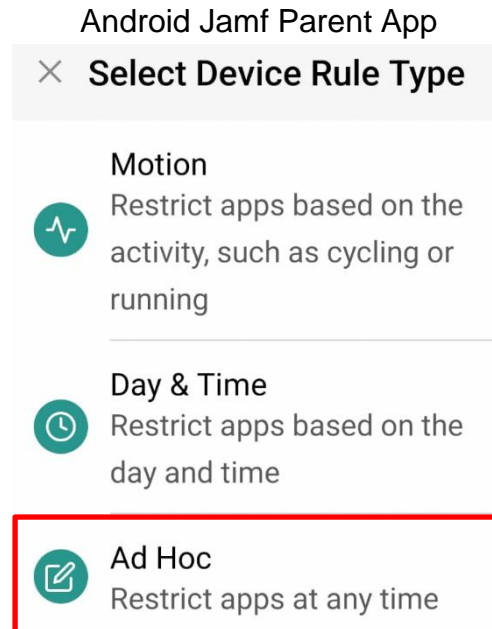 Android Jamf Parent App
Select Device Rule Type
Motion
Restrict apps based on the
activity, such as cycling or
running
Day & Time
Restrict apps based on the
day and time
Ad Hoc
Restrict apps at any time